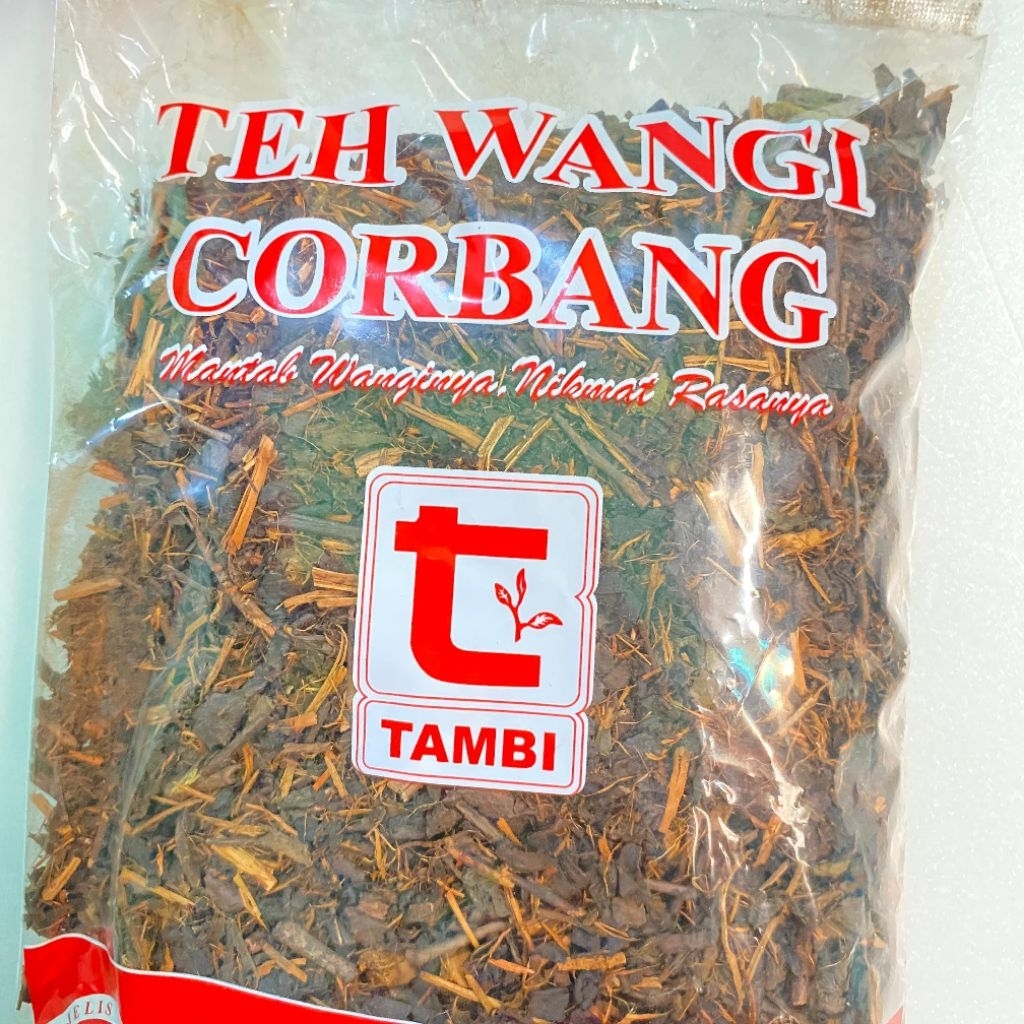 TEH WANGI
CORBANG
Mantab Wanginya, Nikmat Rasanya
t
TAMBI